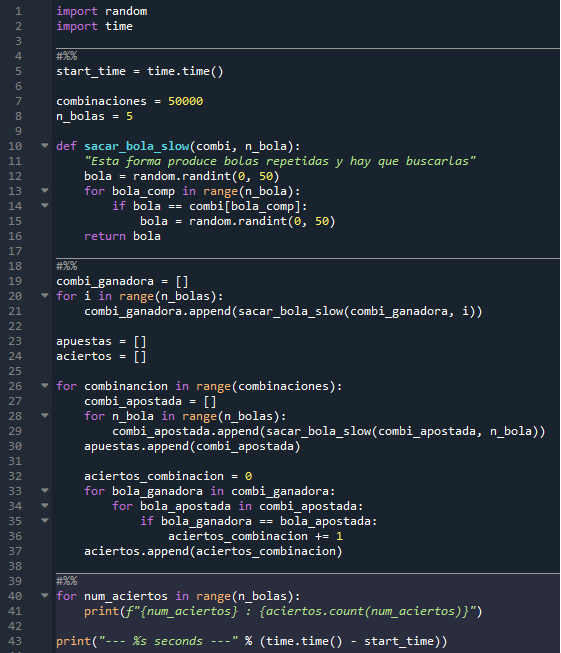 1 import random
2 import time
3
4 #%%
5 start_time = time.time()
6
7 combinaciones = 50000
8 n_bolas = 5
9
10 def sacar_bola_slow(combi, n_bola):
11     "Esta forma produce bolas repetidas y hay que buscarlas"
12     bola = random.randint(0, 50)
13     for bola_comp in range(n_bola):
14         if bola == combi[bola_comp]:
15             bola = random.randint(0, 50)
16     return bola
17
18 #%%
19 combi_ganadora = []
20 for i in range(n_bolas):
21     combi_ganadora.append(sacar_bola_slow(combi_ganadora, i))
22
23 apuestas = []
24 aciertos = []
25
26 for combinancion in range(combinaciones):
27     combi_apostada = []
28     for n_bola in range(n_bolas):
29         combi_apostada.append(sacar_bola_slow(combi_apostada, n_bola))
30     apuestas.append(combi_apostada)
31
32     aciertos_combinacion = 0
33     for bola_ganadora in combi_ganadora:
34         for bola_apostada in combi_apostada:
35             if bola_ganadora == bola_apostada:
36                 aciertos_combinacion += 1
37     aciertos.append(aciertos_combinacion)
38
39 #%%
40 for num_aciertos in range(n_bolas):
41     print(f"{num_aciertos} : {aciertos.count(num_aciertos)}")
42
43 print("--- %s seconds ---" % (time.time() - start_time))